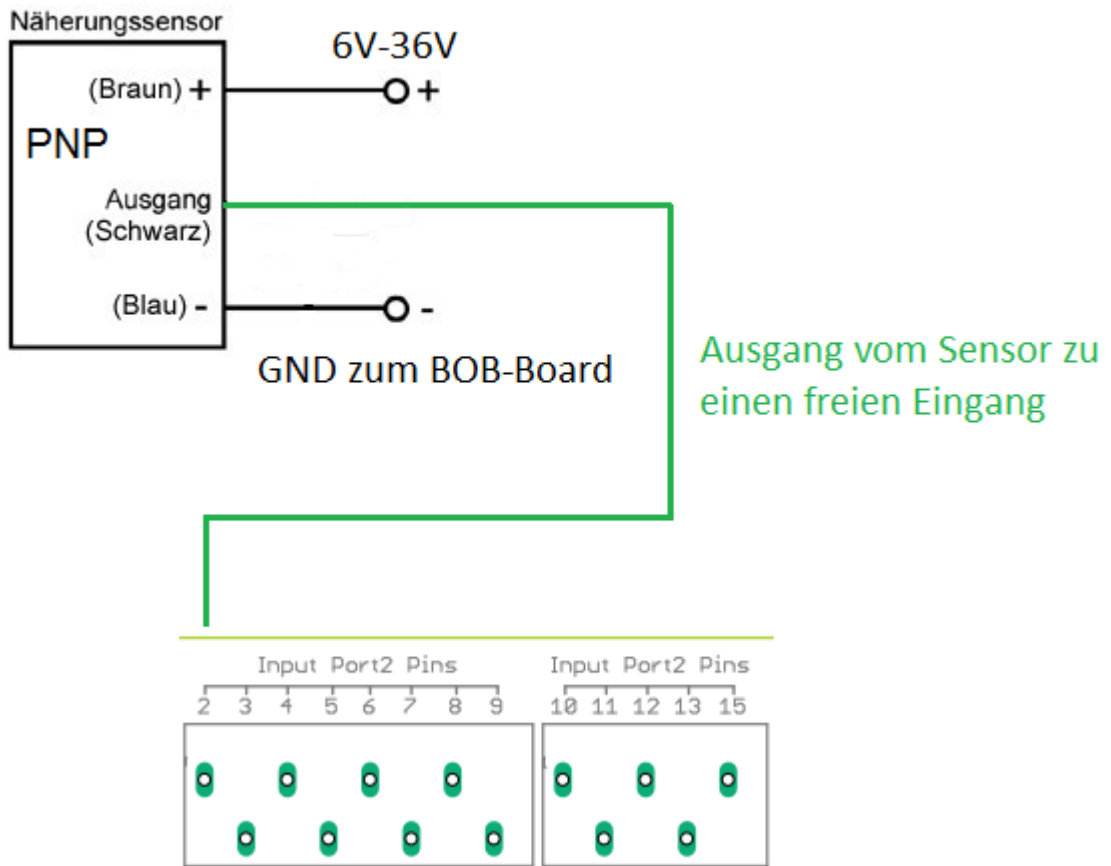 Näherungssensor
6V-36V
(Braun) +
+
PNP
Ausgang
(Schwarz)
(Blau) -
-
GND zum BOB-Board
Ausgang vom Sensor zu
einen freien Eingang
Input Port2 Pins
2 3 4 5 6 7 8 9
Input Port2 Pins
10 11 12 13 15